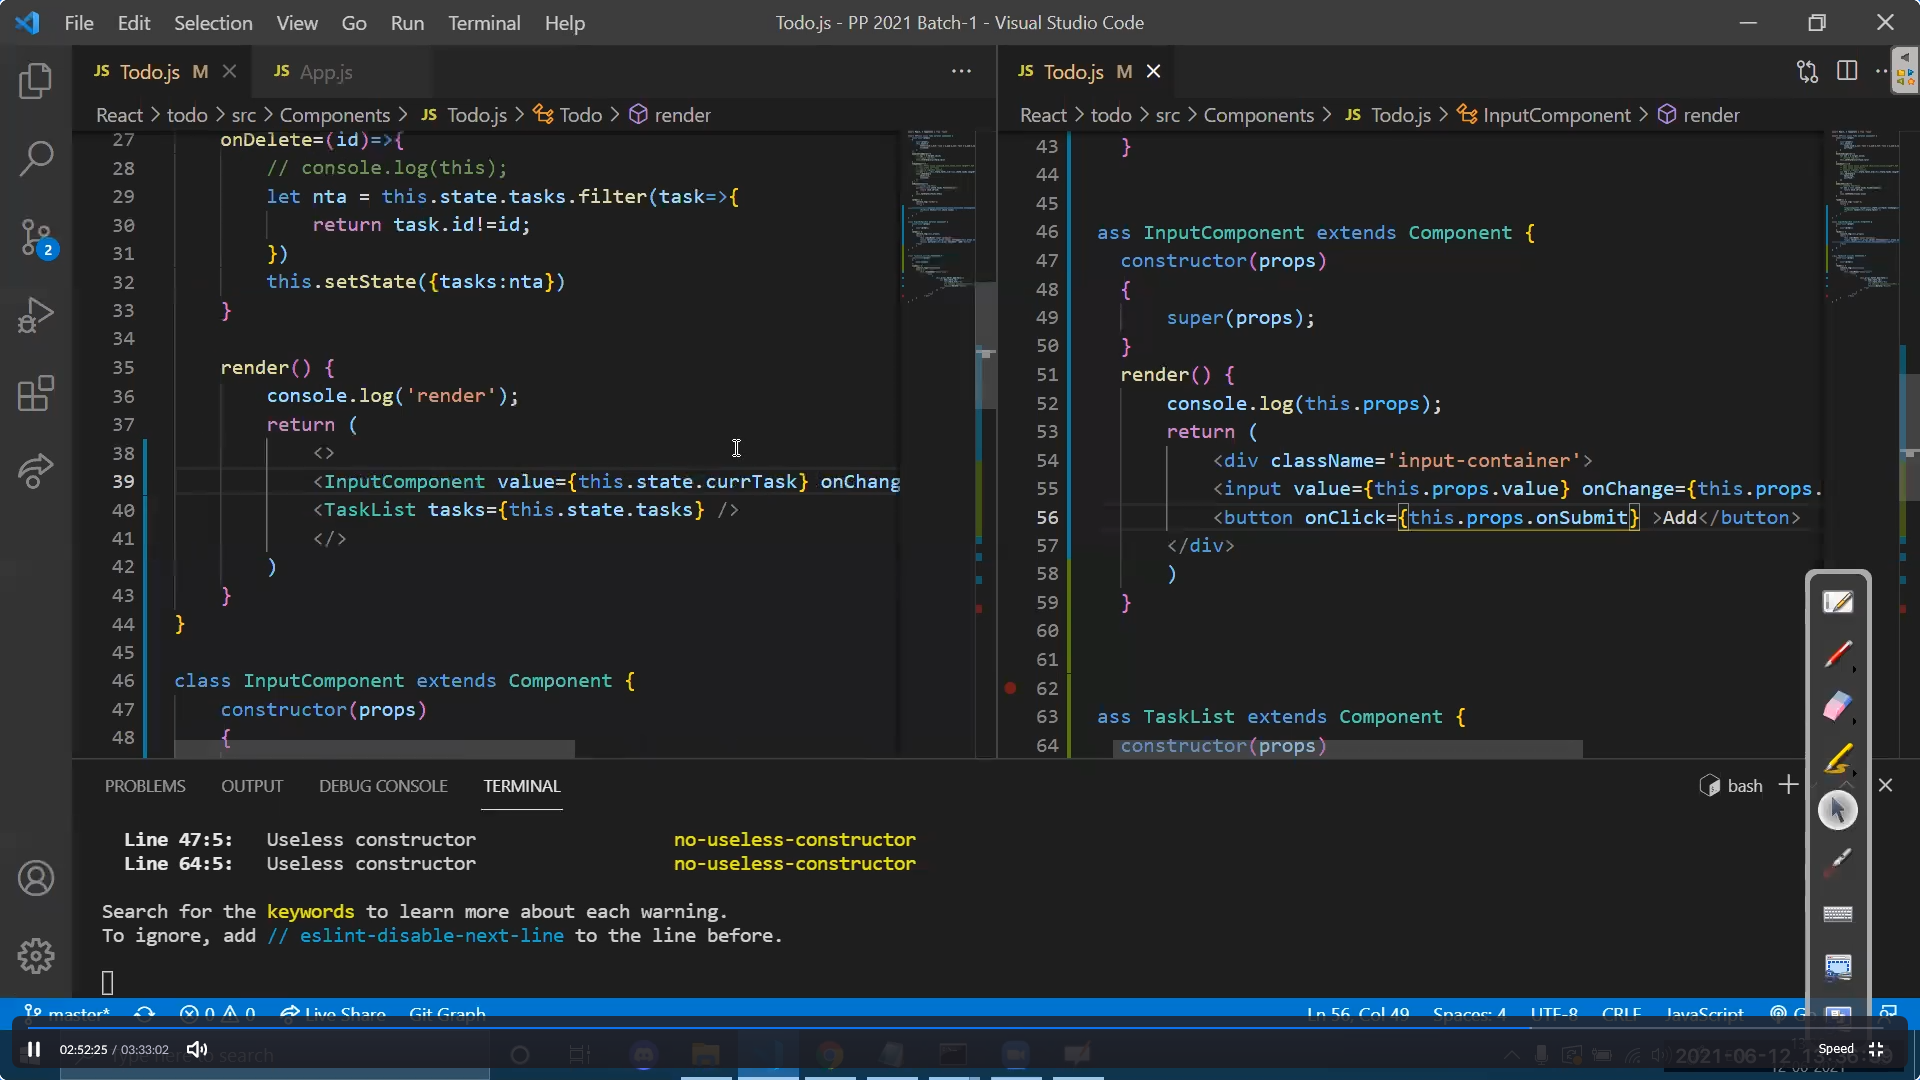 File Edit Selection View Go Run Terminal Help
Todo.js - PP 2021 Batch-1 - Visual Studio Code
JS Todo.js M
JS App.js
React > todo > src > Components > JS Todo.js > Todo > render
27 onDelete=(id)=>{
28 // console.log(this);
29 let nta = this.state.tasks.filter(task=>{
30 return task.id!=id;
31 })
32 this.setState({tasks:nta})
33 }
34
35 render() {
36 console.log('render');
37 return (
38 <>
39 <InputComponent value={this.state.currTask} onChang
40 <TaskList tasks={this.state.tasks} />
41 </>
42 )
43 }
44 }
45
46 class InputComponent extends Component {
47 constructor(props)
48 {
JS Todo.js M
React > todo > src > Components > JS Todo.js > InputComponent > render
43 }
44
45
46 ass InputComponent extends Component {
47 constructor(props)
48 {
49 super(props);
50 }
51 render() {
52 console.log(this.props);
53 return (
54 <div className='input-container'>
55 <input value={this.props.value} onChange={this.props.
56 <button onClick={this.props.onSubmit} >Add</button>
57 </div>
58 )
59 }
60
61
62
63 ass TaskList extends Component {
64 constructor(props)
2
PROBLEMS OUTPUT DEBUG CONSOLE TERMINAL
bash
Line 47:5: Useless constructor no-useless-constructor
Line 64:5: Useless constructor no-useless-constructor
Search for the keywords to learn more about each warning.
To ignore, add // eslint-disable-next-line to the line before.
master* 0 0 Live Share Git Graph
Ln 56, Col 49 Spaces: 4 UTF-8 CRLF JavaScript
02:52:25 / 03:33:02
here to search
Speed